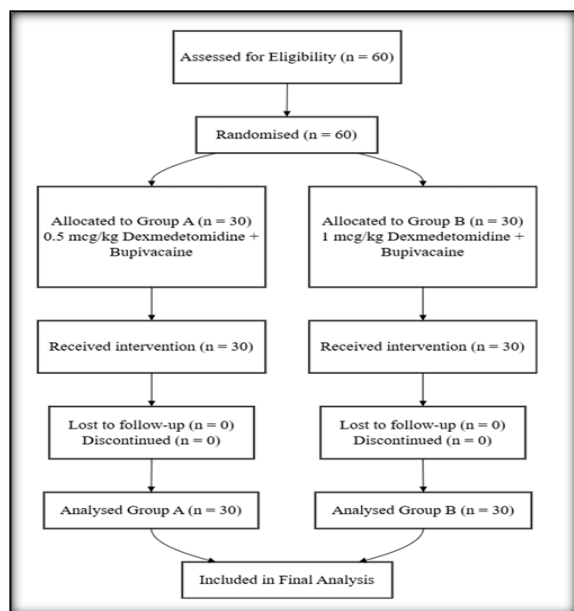 Assessed for Eligibility (n = 60)
Randomised (n = 60)
Allocated to Group A (n = 30)
0.5 mcg/kg Dexmedetomidine +
Bupivacaine
Allocated to Group B (n = 30)
1 mcg/kg Dexmedetomidine +
Bupivacaine
Received intervention (n = 30)
Received intervention (n = 30)
Lost to follow-up (n = 0)
Discontinued (n = 0)
Lost to follow-up (n = 0)
Discontinued (n = 0)
Analysed Group A (n = 30)
Analysed Group B (n = 30)
Included in Final Analysis